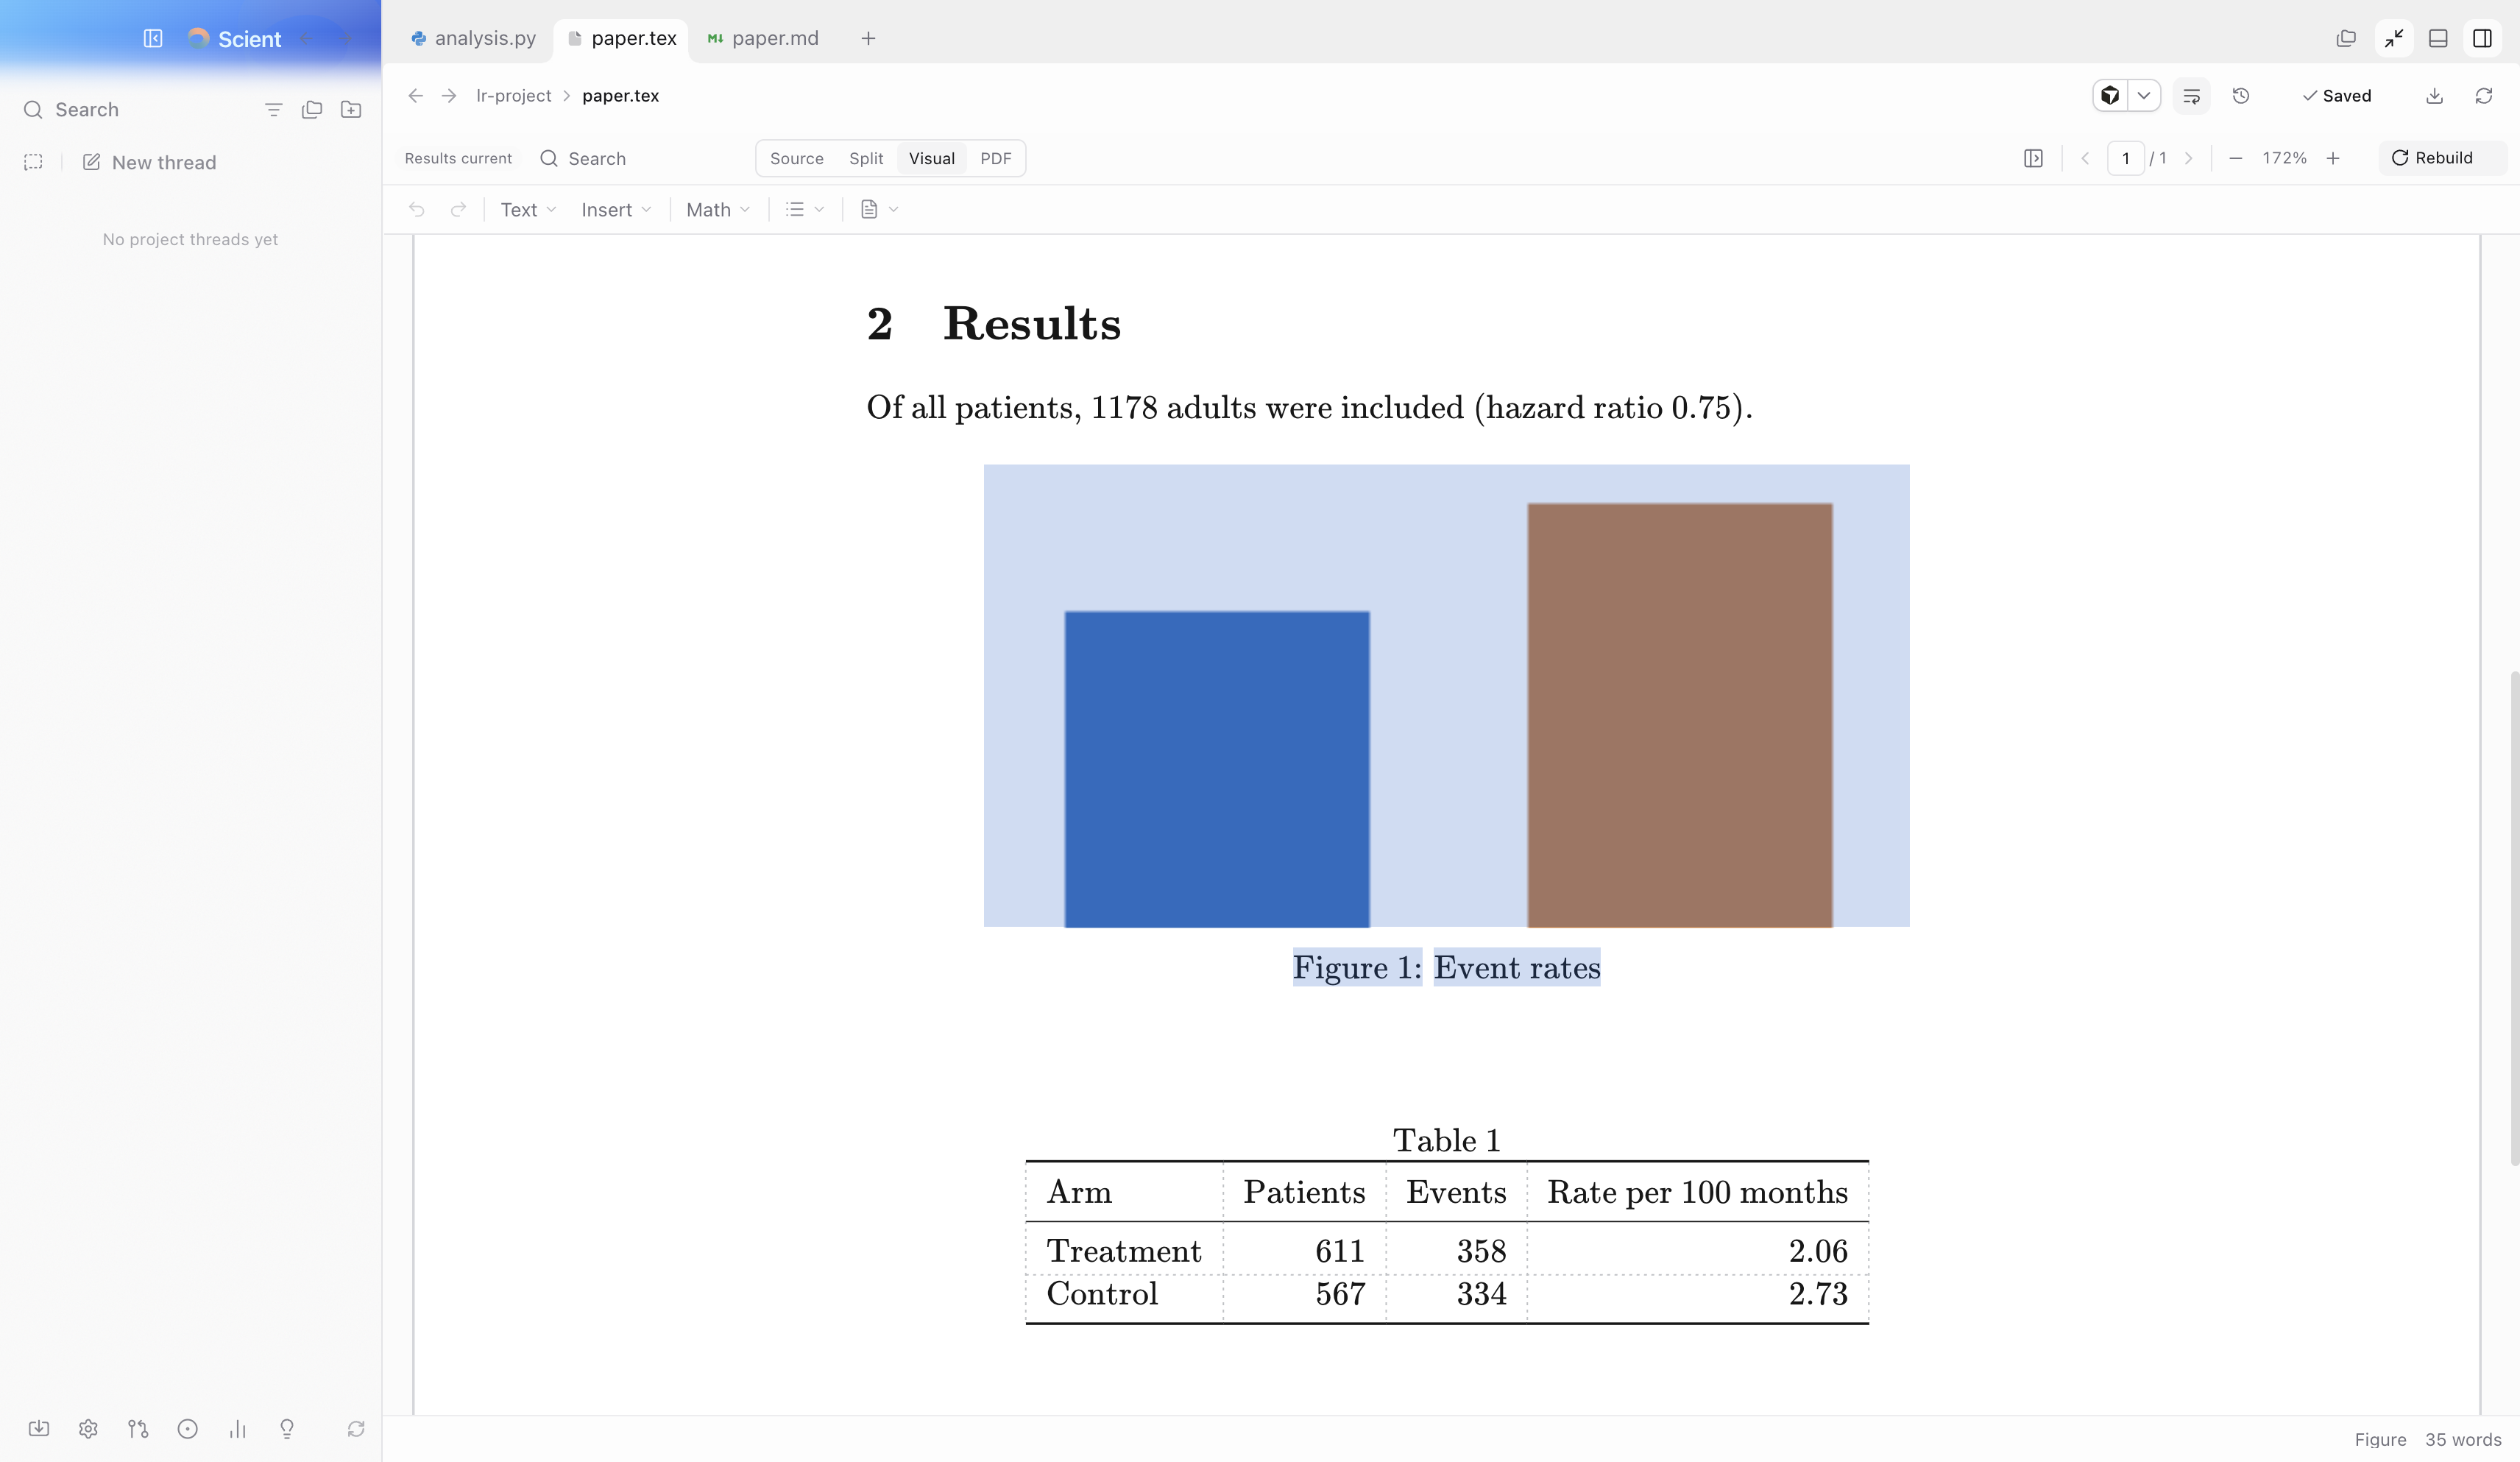 Scient
analysis.py
paper.tex
M↓ paper.md
Search
lr-project > paper.tex
Saved
New thread
Results current
Search
Source Split Visual PDF
1 / 1
172%
Rebuild
Text Insert Math
No project threads yet
2 Results
Of all patients, 1178 adults were included (hazard ratio 0.75).
Figure 1: Event rates
Table 1
Arm Patients Events Rate per 100 months
Treatment 611 358 2.06
Control 567 334 2.73
Figure 35 words